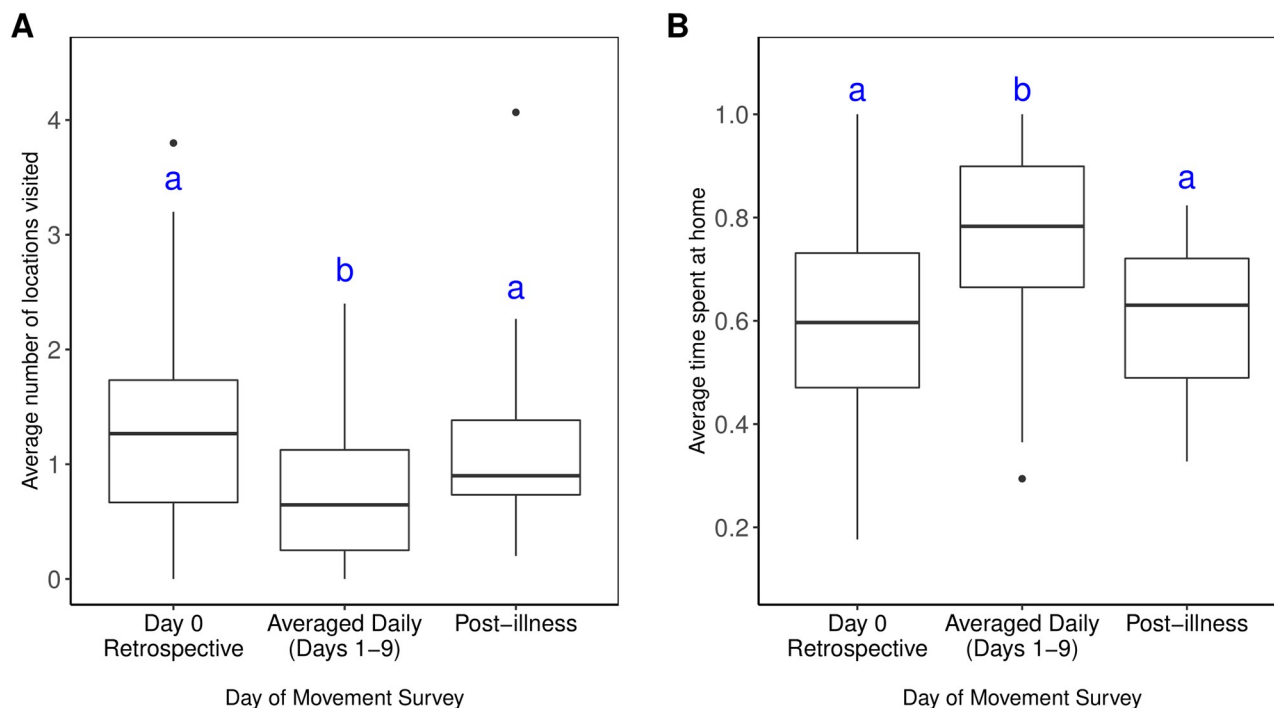 A
Average number of locations visited
4
3
2
1
0
a
b
a
Day 0
Retrospective
Averaged Daily
(Days 1−9)
Post−illness
Day of Movement Survey
B
Average time spent at home
1.0
0.8
0.6
0.4
0.2
a
b
a
Day 0
Retrospective
Averaged Daily
(Days 1−9)
Post−illness
Day of Movement Survey